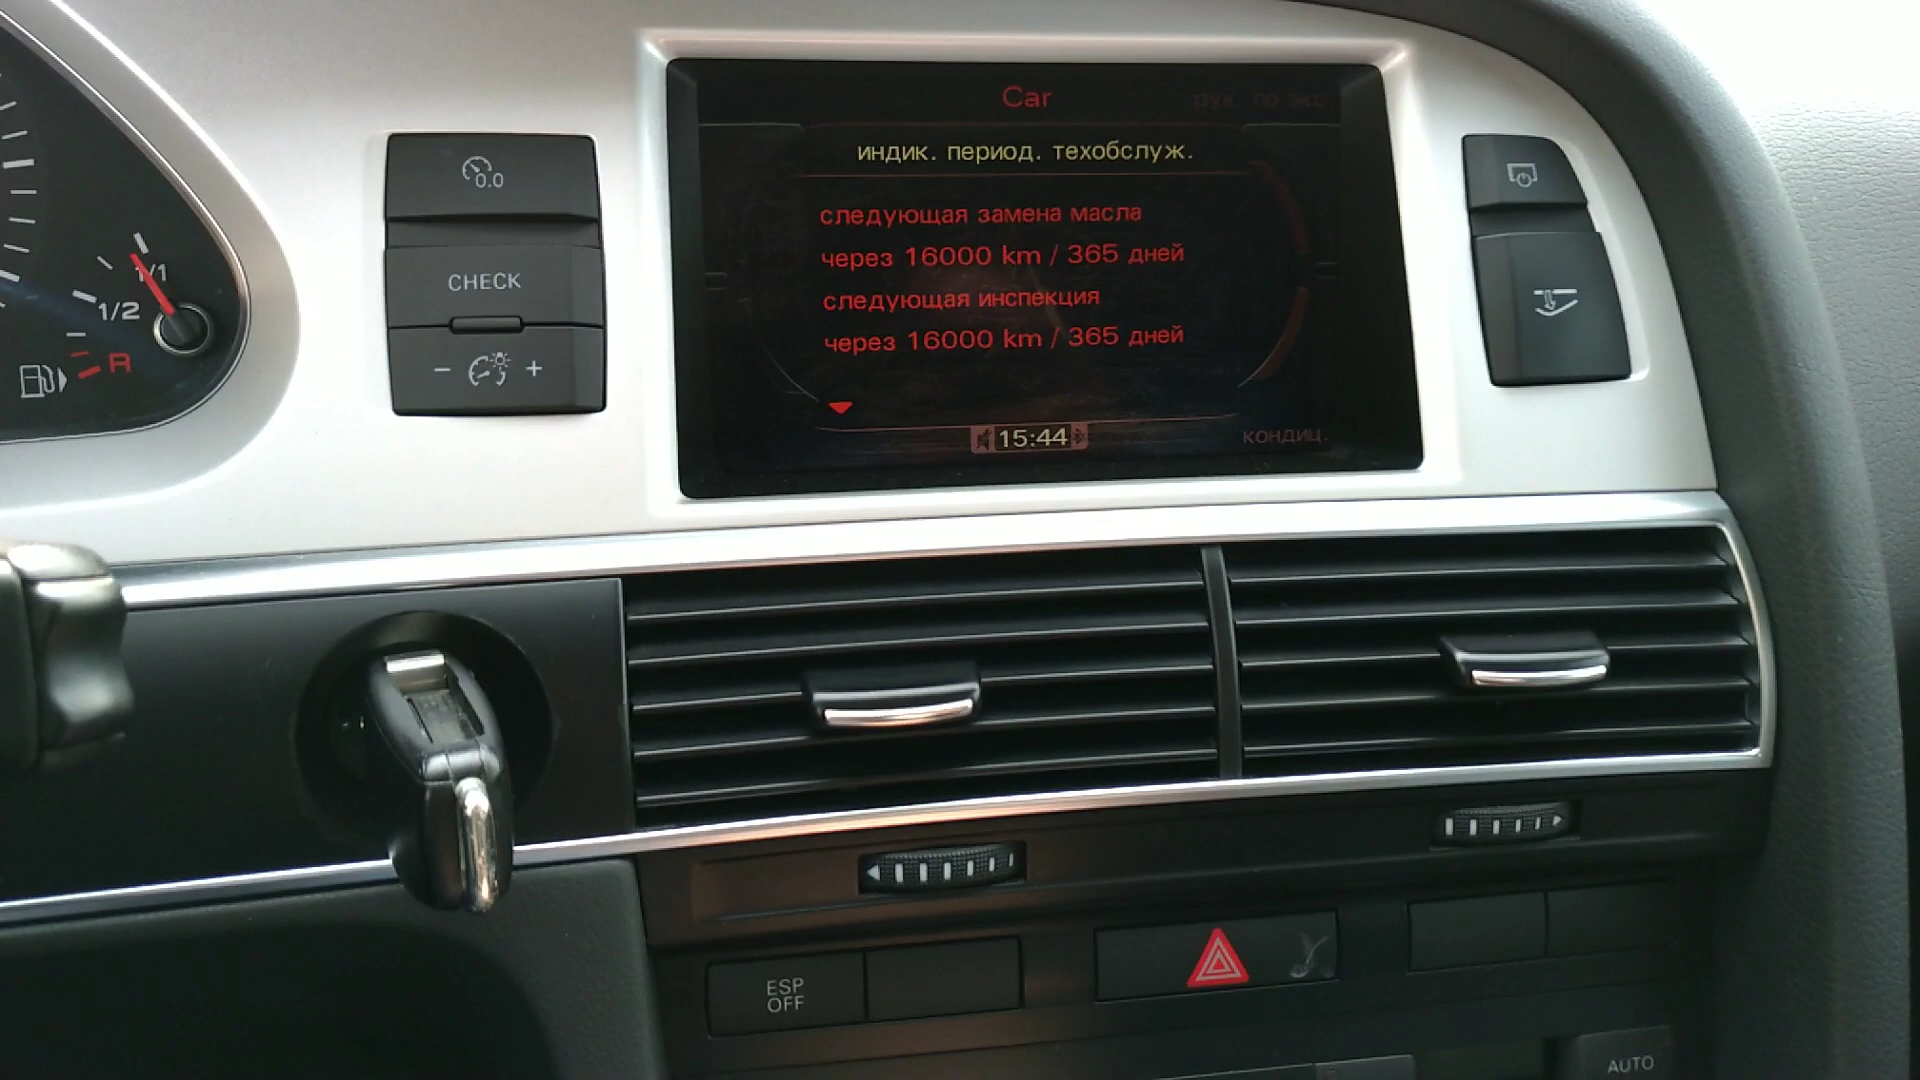 Car
рук. по экс
индик. период. техобслуж.
следующая замена масла
через 16000 km / 365 дней
следующая инспекция
через 16000 km / 365 дней
15:44
кондиц.
0.0
CHECK
- +
1/1
1/2
R
ESP
OFF
AUTO